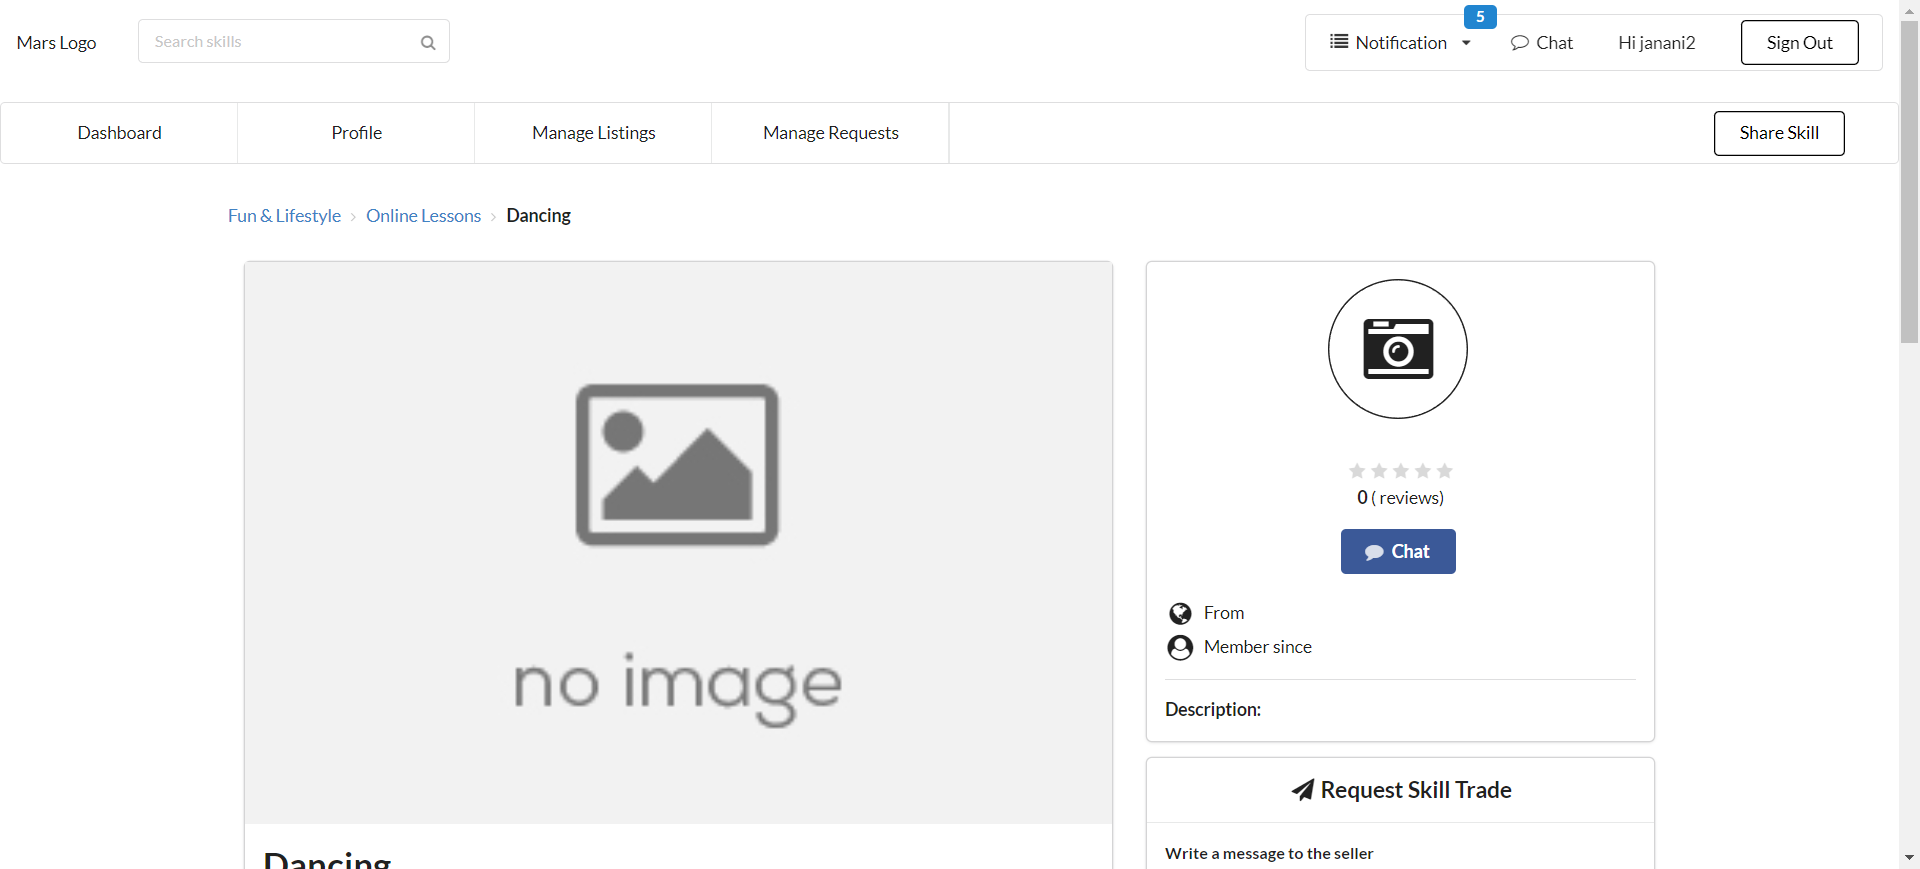 5
Mars Logo
Search skills
Notification
Chat
Hi janani2
Sign Out
Dashboard
Profile
Manage Listings
Manage Requests
Share Skill
Fun & Lifestyle
Online Lessons
Dancing
no image
0 ( reviews)
Chat
From
Member since
Description:
Request Skill Trade
Write a message to the seller
Dancing